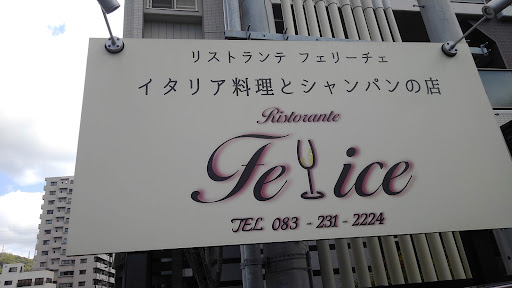 リストランテ フェリーチェ
イタリア料理とシャンパンの店
Ristorante
Felice
TEL 083 - 231 - 2224